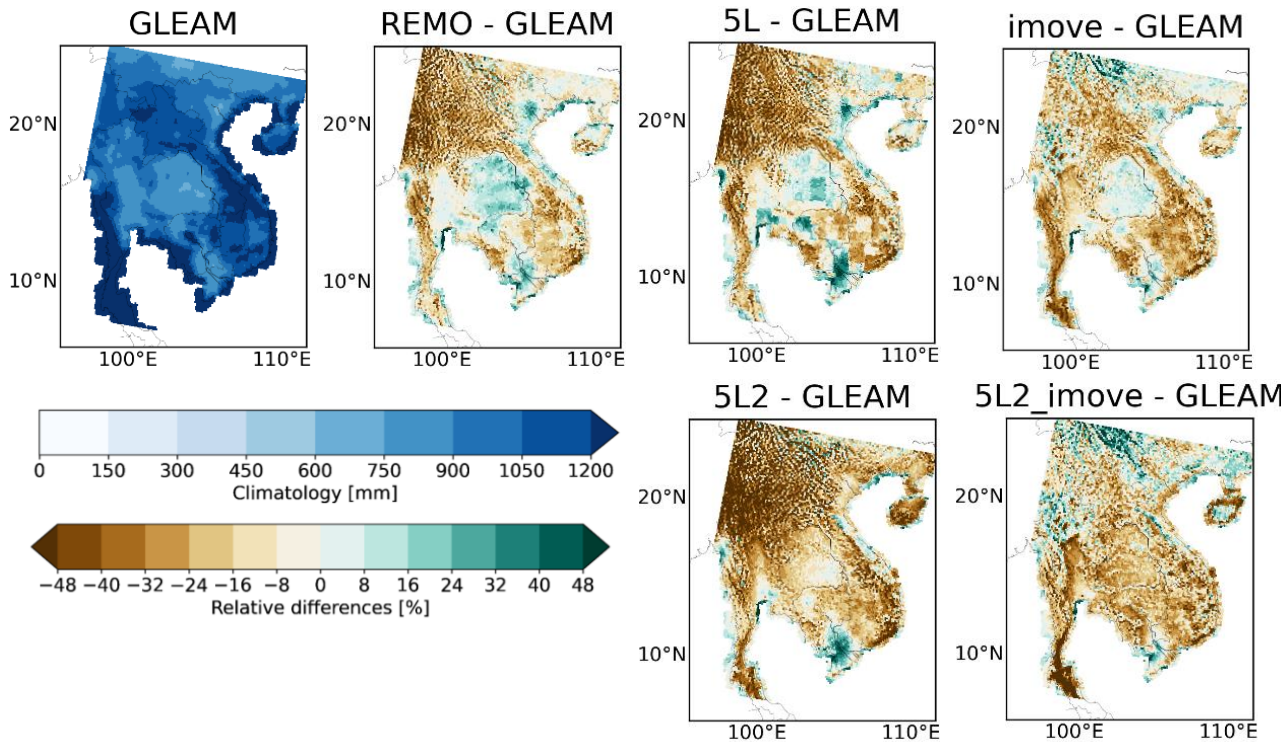 GLEAM
REMO - GLEAM
5L - GLEAM
imove - GLEAM
20°N
10°N
100°E 110°E
20°N
10°N
100°E 110°E
20°N
10°N
100°E 110°E
20°N
10°N
100°E 110°E
0 150 300 450 600 750 900 1050 1200
Climatology [mm]
−48 −40 −32 −24 −16 −8 0 8 16 24 32 40 48
Relative differences [%]
5L2 - GLEAM
5L2_imove - GLEAM
20°N
10°N
100°E 110°E
20°N
10°N
100°E 110°E